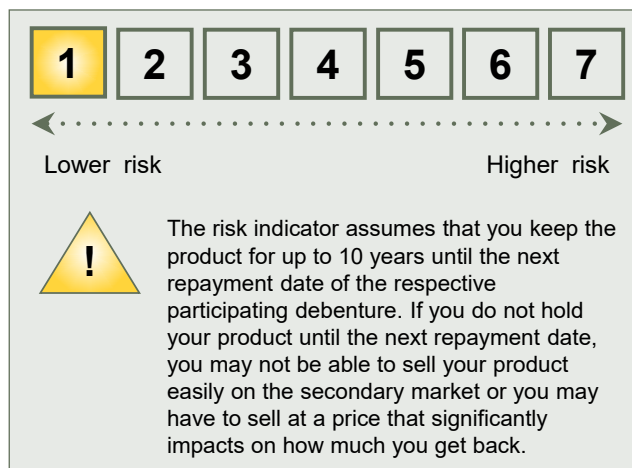 1 2 3 4 5 6 7
Lower risk Higher risk
!
The risk indicator assumes that you keep the
product for up to 10 years until the next
repayment date of the respective
participating debenture. If you do not hold
your product until the next repayment date,
you may not be able to sell your product
easily on the secondary market or you may
have to sell at a price that significantly
impacts on how much you get back.